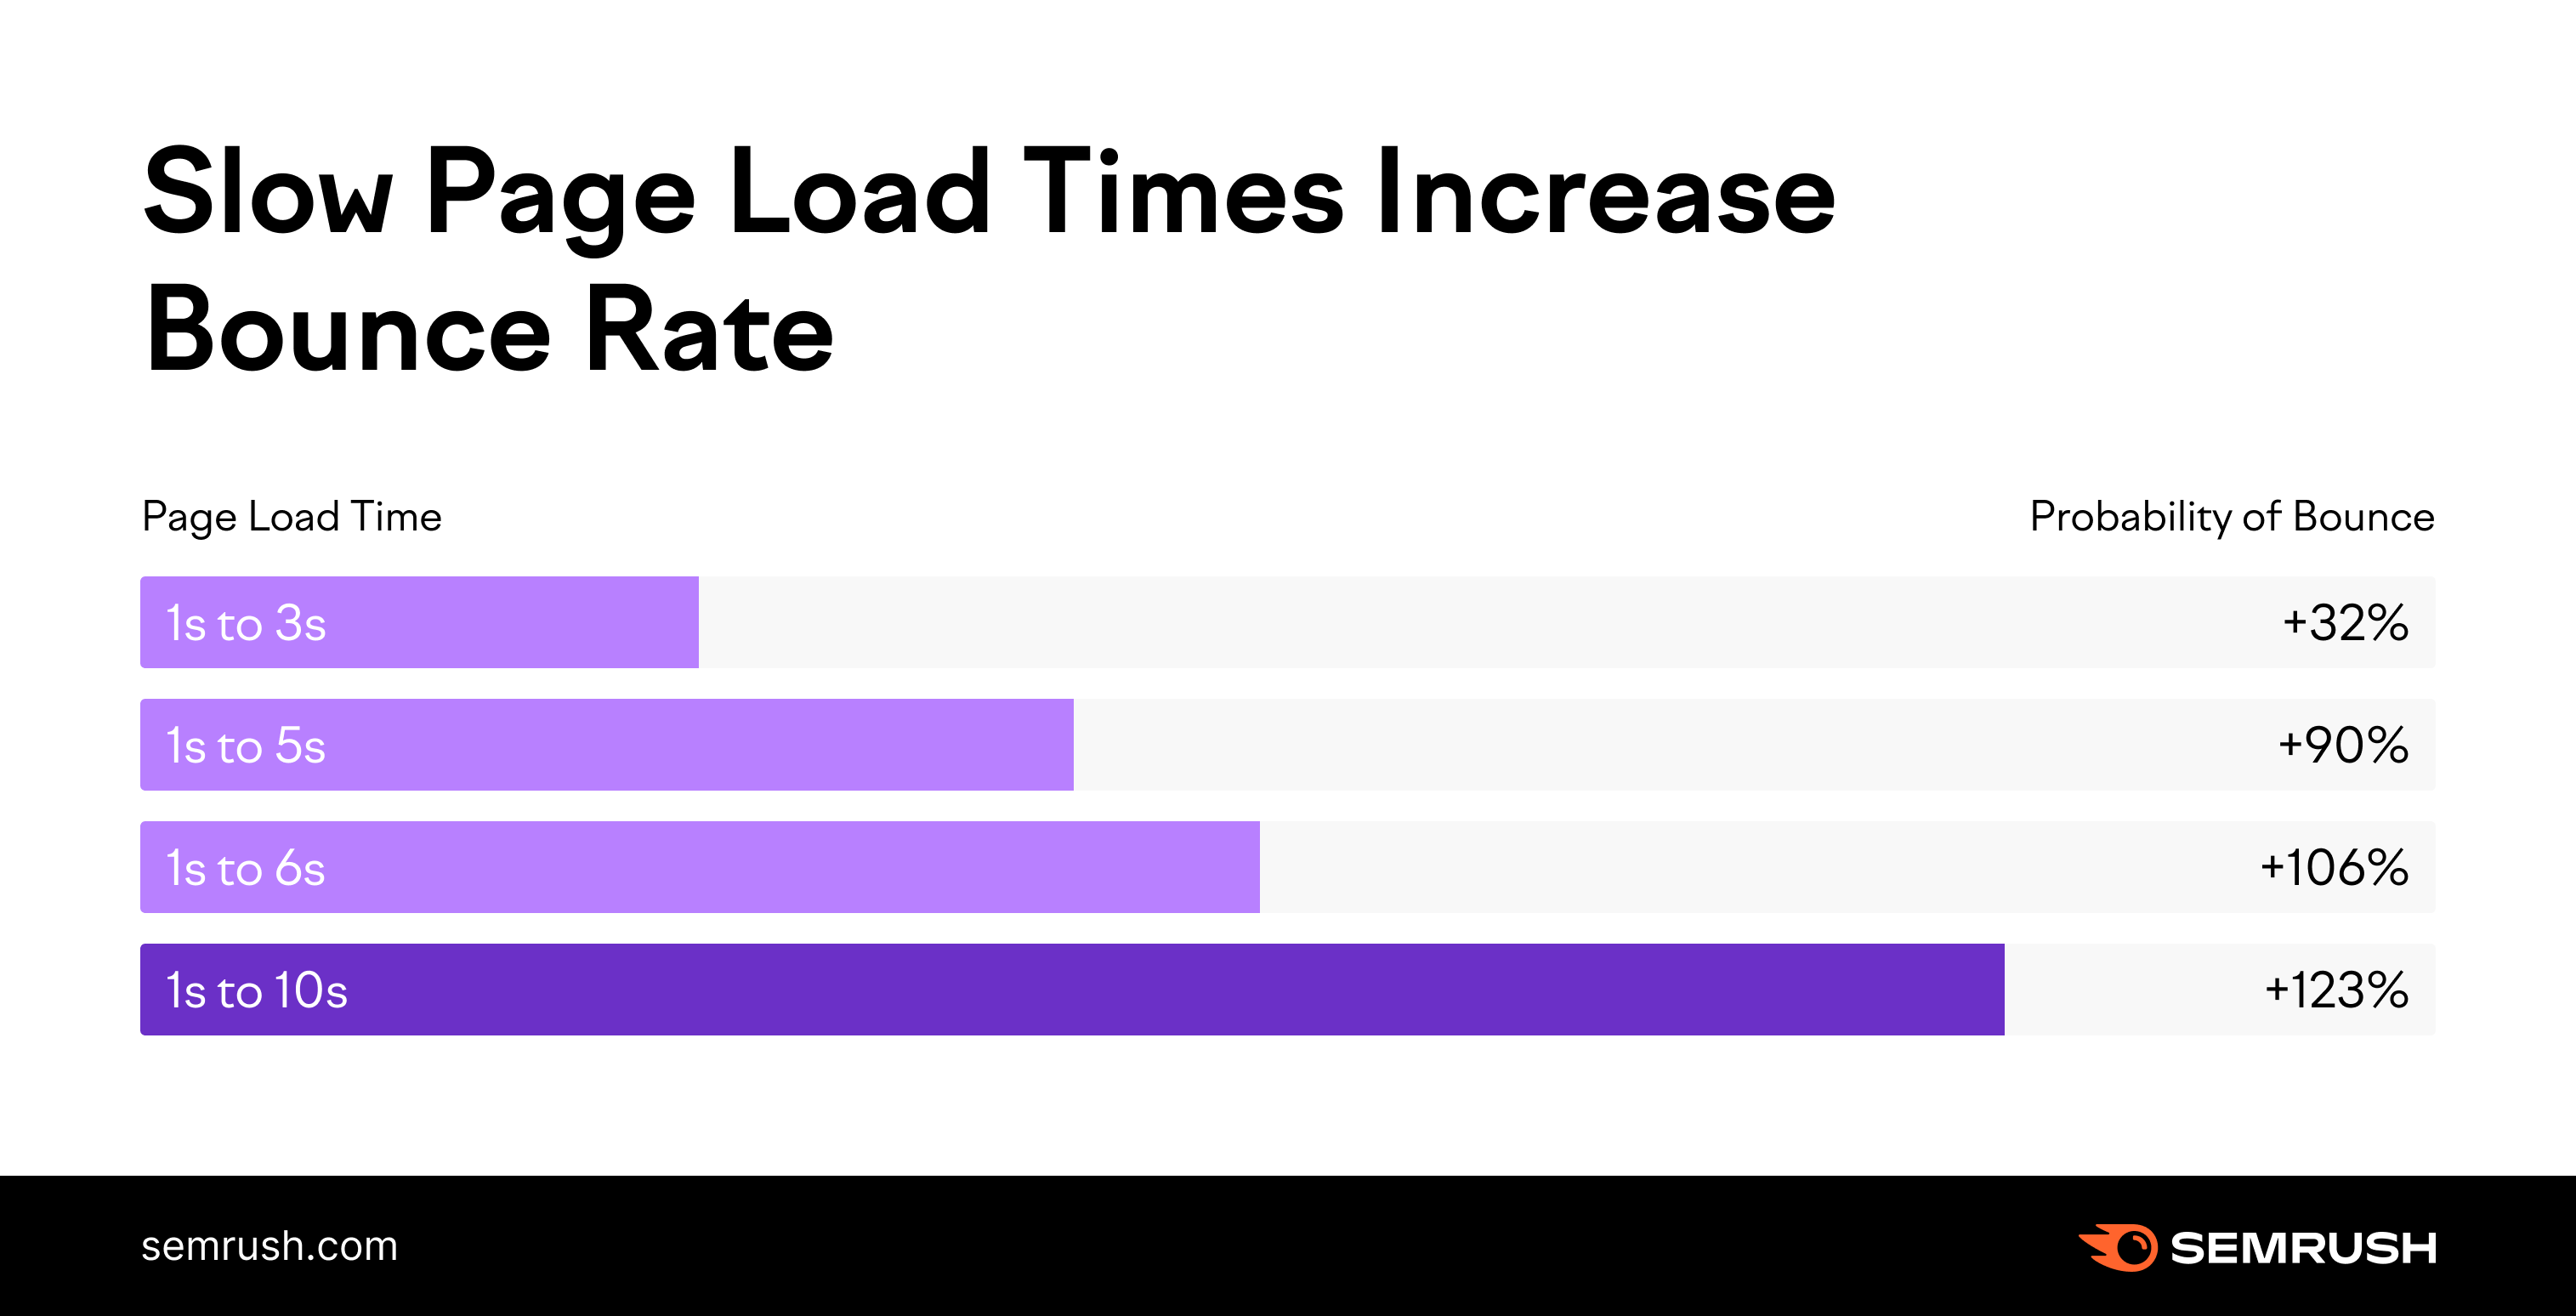 Slow Page Load Times Increase
Bounce Rate
Page Load Time Probability of Bounce
1s to 3s +32%
1s to 5s +90%
1s to 6s +106%
1s to 10s +123%
semrush.com SEMRUSH